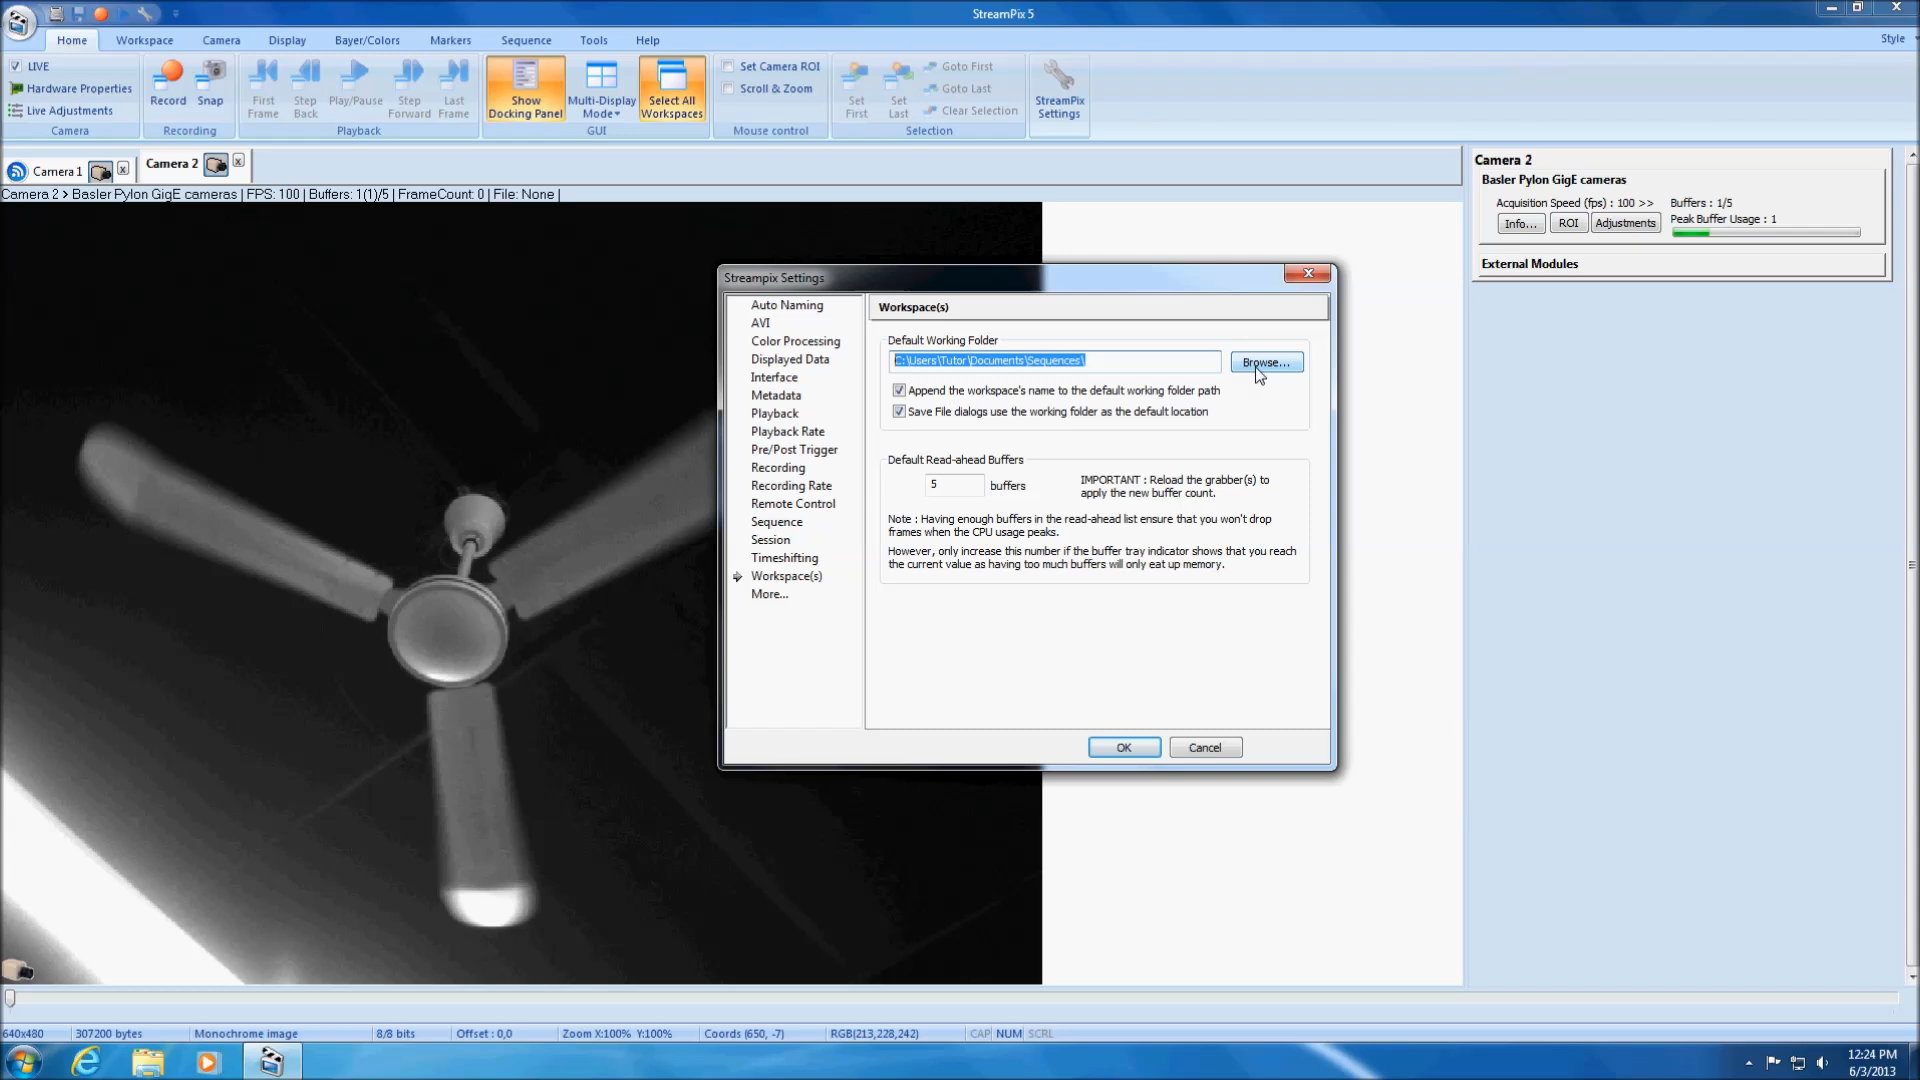 StreamPix 5
Home Workspace Camera Display Bayer/Colors Markers Sequence Tools Help Style
LIVE
Hardware Properties
Live Adjustments
Camera
Record Snap
Recording
First Frame Step Back Play/Pause Step Forward Last Frame
Playback
Show Docking Panel Multi-Display Mode Select All Workspaces
GUI
Set Camera ROI
Scroll & Zoom
Mouse control
Set First Set Last
Goto First
Goto Last
Clear Selection
Selection
StreamPix Settings
Camera 1 x Camera 2 x
Camera 2 > Basler Pylon GigE cameras | FPS: 100 | Buffers: 1(1)/5 | FrameCount: 0 | File: None |
Camera 2
Basler Pylon GigE cameras
Acquisition Speed (fps) : 100 >> Buffers : 1/5
Info... ROI Adjustments Peak Buffer Usage : 1
External Modules
Streampix Settings
Auto Naming
AVI
Color Processing
Displayed Data
Interface
Metadata
Playback
Playback Rate
Pre/Post Trigger
Recording
Recording Rate
Remote Control
Sequence
Session
Timeshifting
Workspace(s)
More...
Workspace(s)
Default Working Folder
C:\Users\Tutor\Documents\Sequences\ Browse...
Append the workspace's name to the default working folder path
Save File dialogs use the working folder as the default location
Default Read-ahead Buffers
5 buffers
IMPORTANT : Reload the grabber(s) to
apply the new buffer count.
Note : Having enough buffers in the read-ahead list ensure that you won't drop
frames when the CPU usage peaks.
However, only increase this number if the buffer tray indicator shows that you reach
the current value as having too much buffers will only eat up memory.
OK Cancel
640x480 307200 bytes Monochrome image 8/8 bits Offset : 0,0 Zoom X:100% Y:100% Coords (650, -7) RGB(213,228,242) CAP NUM SCRL
12:24 PM
6/3/2013